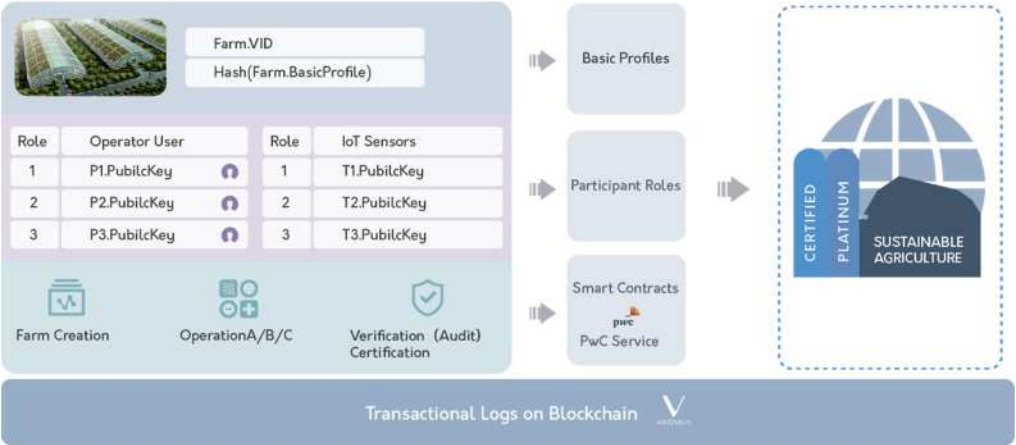 Farm.VID
Hash(Farm.BasicProfile)
Role
Operator User
Role
IoT Sensors
1
P1.PubilcKey
1
T1.PubilcKey
2
P2.PubilcKey
2
T2.PubilcKey
3
P3.PubilcKey
3
T3.PubilcKey
Farm Creation
OperationA/B/C
Verification (Audit)
Certification
Basic Profiles
Participant Roles
Smart Contracts
pwc
PwC Service
CERTIFIED
PLATINUM
SUSTAINABLE
AGRICULTURE
Transactional Logs on Blockchain